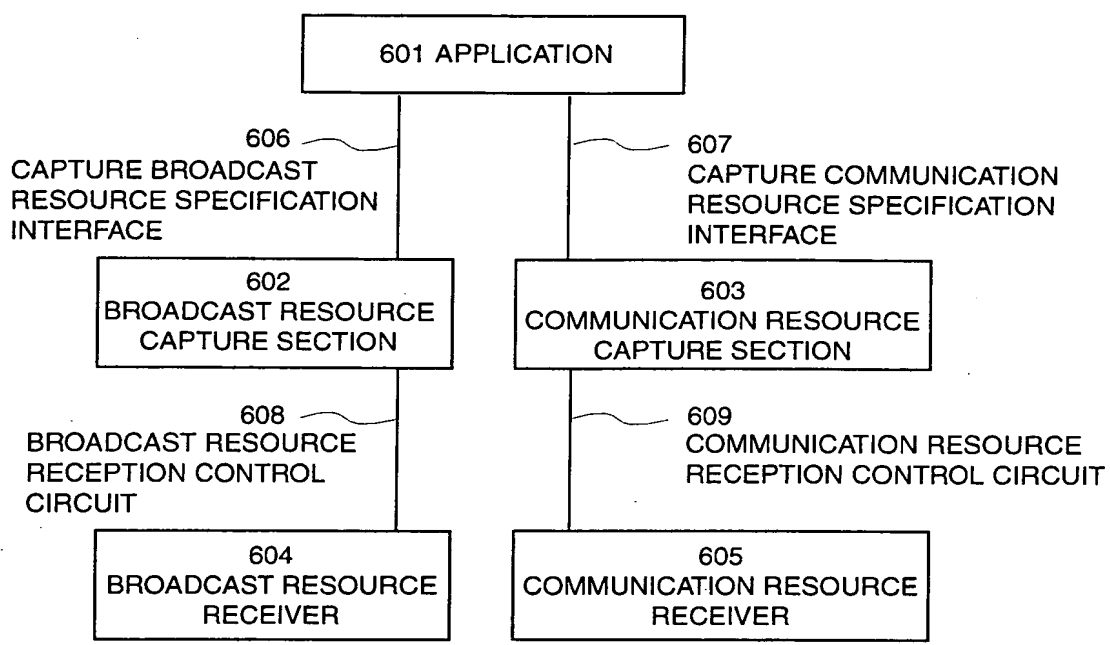 601 APPLICATION
606
CAPTURE BROADCAST
RESOURCE SPECIFICATION
INTERFACE
607
CAPTURE COMMUNICATION
RESOURCE SPECIFICATION
INTERFACE
602
BROADCAST RESOURCE
CAPTURE SECTION
603
COMMUNICATION RESOURCE
CAPTURE SECTION
608
BROADCAST RESOURCE
RECEPTION CONTROL
CIRCUIT
609
COMMUNICATION RESOURCE
RECEPTION CONTROL CIRCUIT
604
BROADCAST RESOURCE
RECEIVER
605
COMMUNICATION RESOURCE
RECEIVER